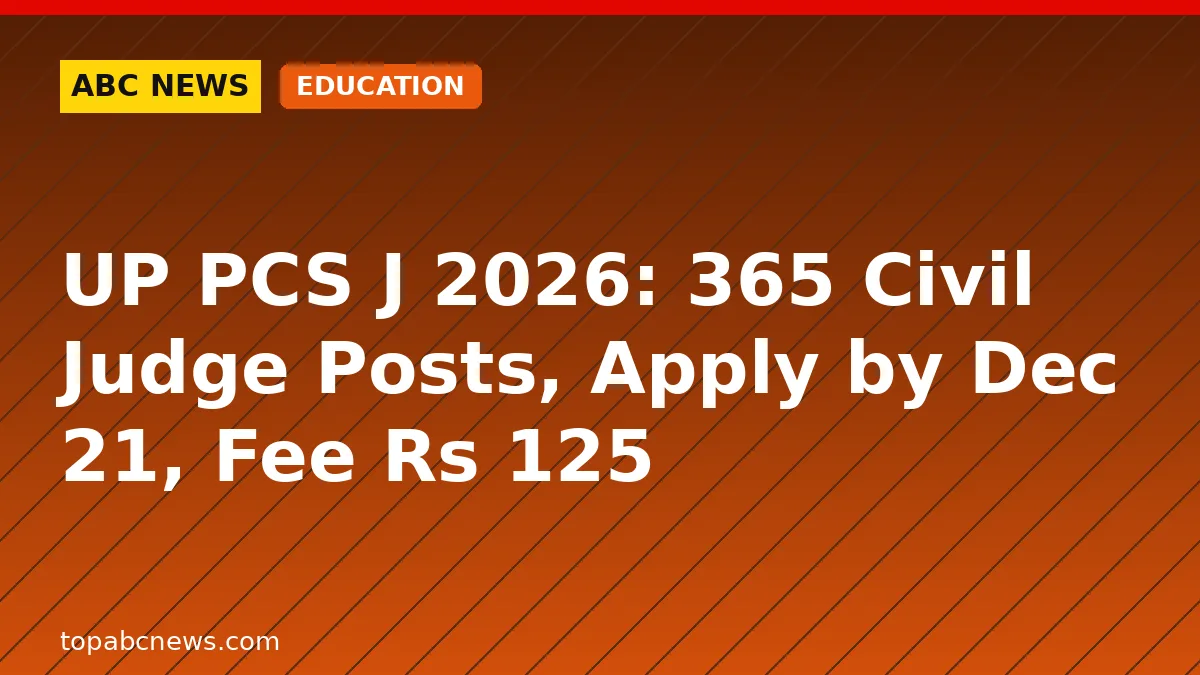 ABC NEWS
EDUCATION
UP PCS J 2026: 365 Civil
Judge Posts, Apply by Dec
21, Fee Rs 125
topabcnews.com